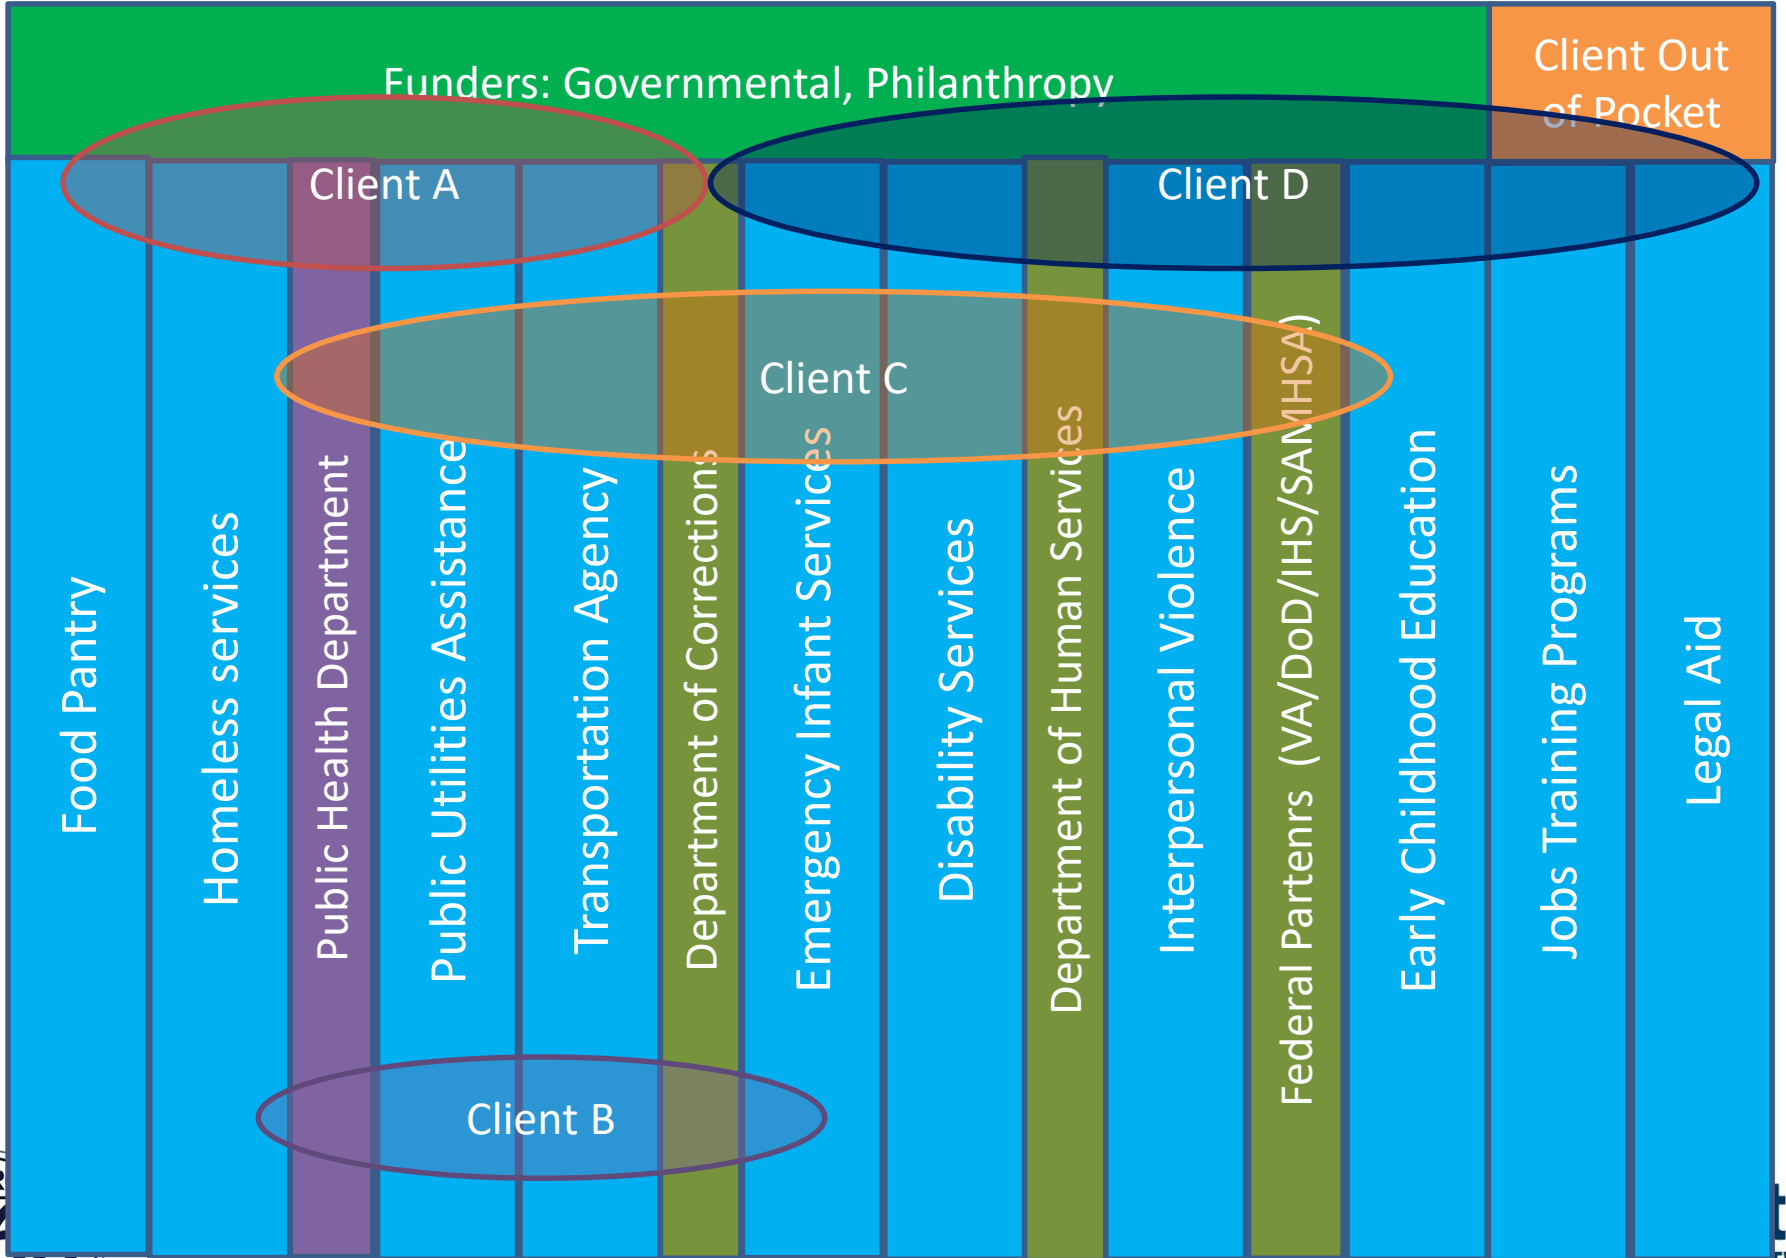 Funders: Governmental, Philanthropy
Client Out
of Pocket
Client A
Client D
Client C
Food Pantry
Homeless services
Public Health Department
Public Utilities Assistance
Transportation Agency
Department of Corrections
Emergency Infant Services
Disability Services
Department of Human Services
Interpersonal Violence
Federal Partenrs (VA/DoD/IHS/SAMHSA)
Early Childhood Education
Jobs Training Programs
Legal Aid
Client B